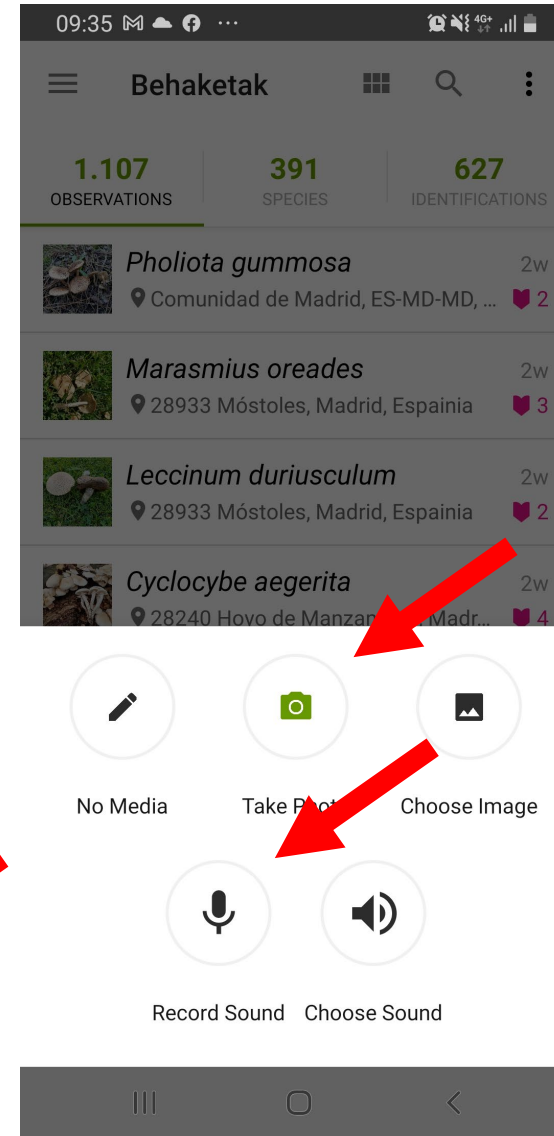 09:35 ... 4G+
Behaketak
1.107 391 627
OBSERVATIONS SPECIES IDENTIFICATIONS
Pholiota gummosa 2w
Comunidad de Madrid, ES-MD-MD, ... 2
Marasmius oreades 2w
28933 Móstoles, Madrid, Espainia 3
Leccinum duriusculum 2w
28933 Móstoles, Madrid, Espainia 2
Cyclocybe aegerita 2w
28240 Hoyo de Madr... 4
No Media Take Choose Image
Record Sound Choose Sound